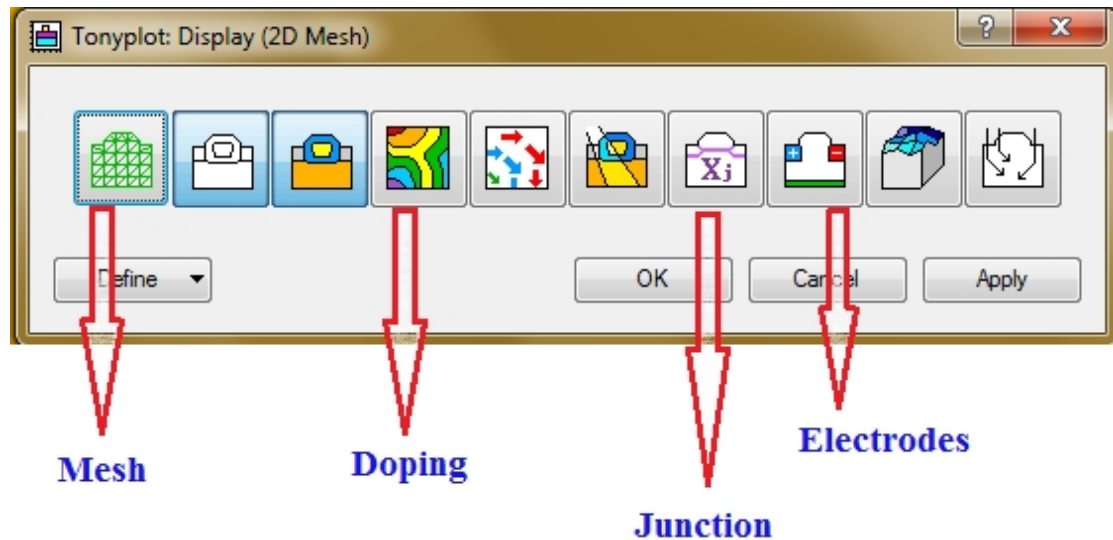 Tonyplot: Display (2D Mesh)
?
X
+
-
Xj
Define
OK
Cancel
Apply
Mesh
Doping
Electrodes
Junction